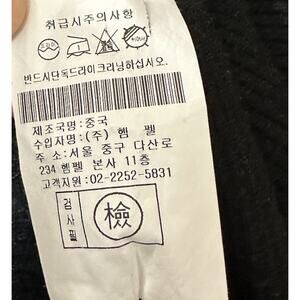 취급시주의사항
반드시단독드라이크리닝하십시오.
제조국명:중국
수입자명:(주) 헴 펠
주 소:서울 중구 다산로
234 헴펠 본사 11층
고객지원:02-2252-5831
검사필
檢